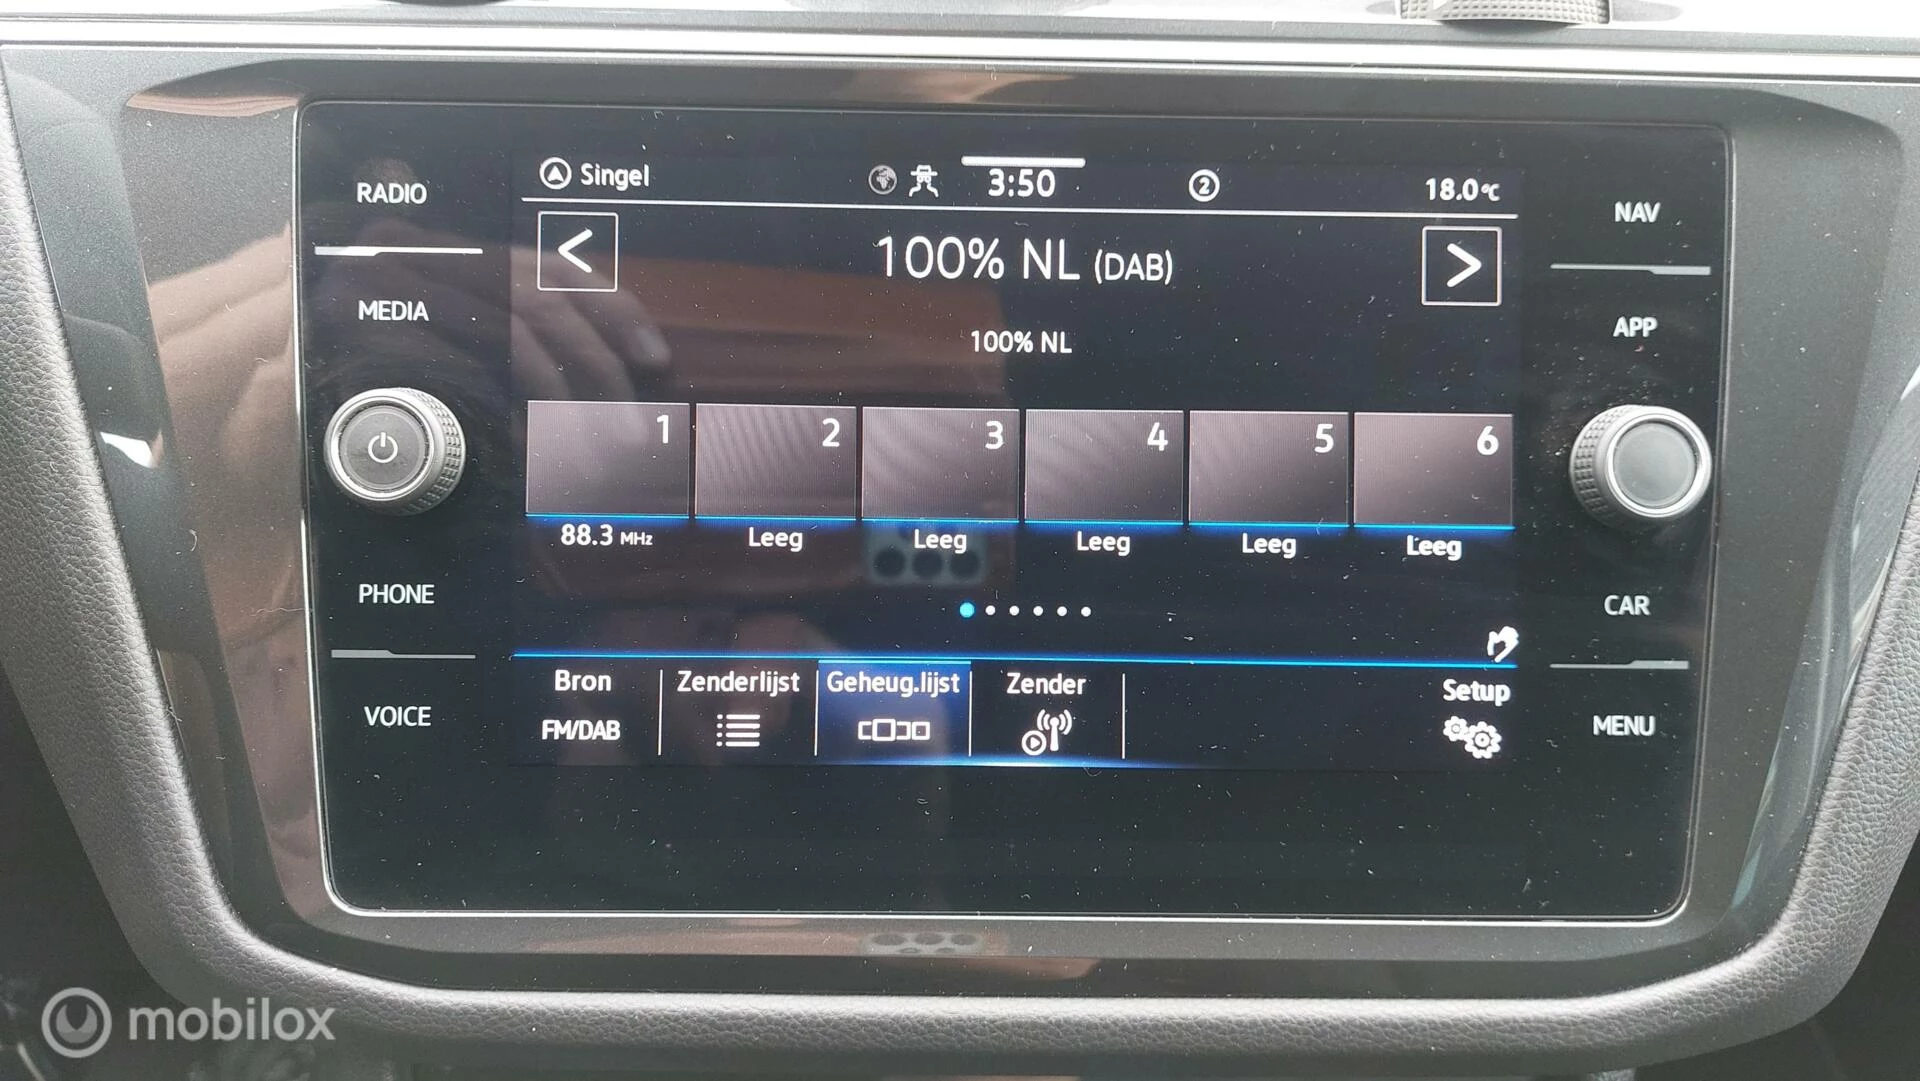 RADIO
MEDIA
PHONE
VOICE
Singel
3:50
2
18.0°C
100% NL (DAB)
100% NL
1
2
3
4
5
6
88.3 MHz
Leeg
Leeg
Leeg
Leeg
Leeg
Bron
FM/DAB
Zenderlijst
Geheug.lijst
Zender
Setup
NAV
APP
CAR
MENU
mobilox